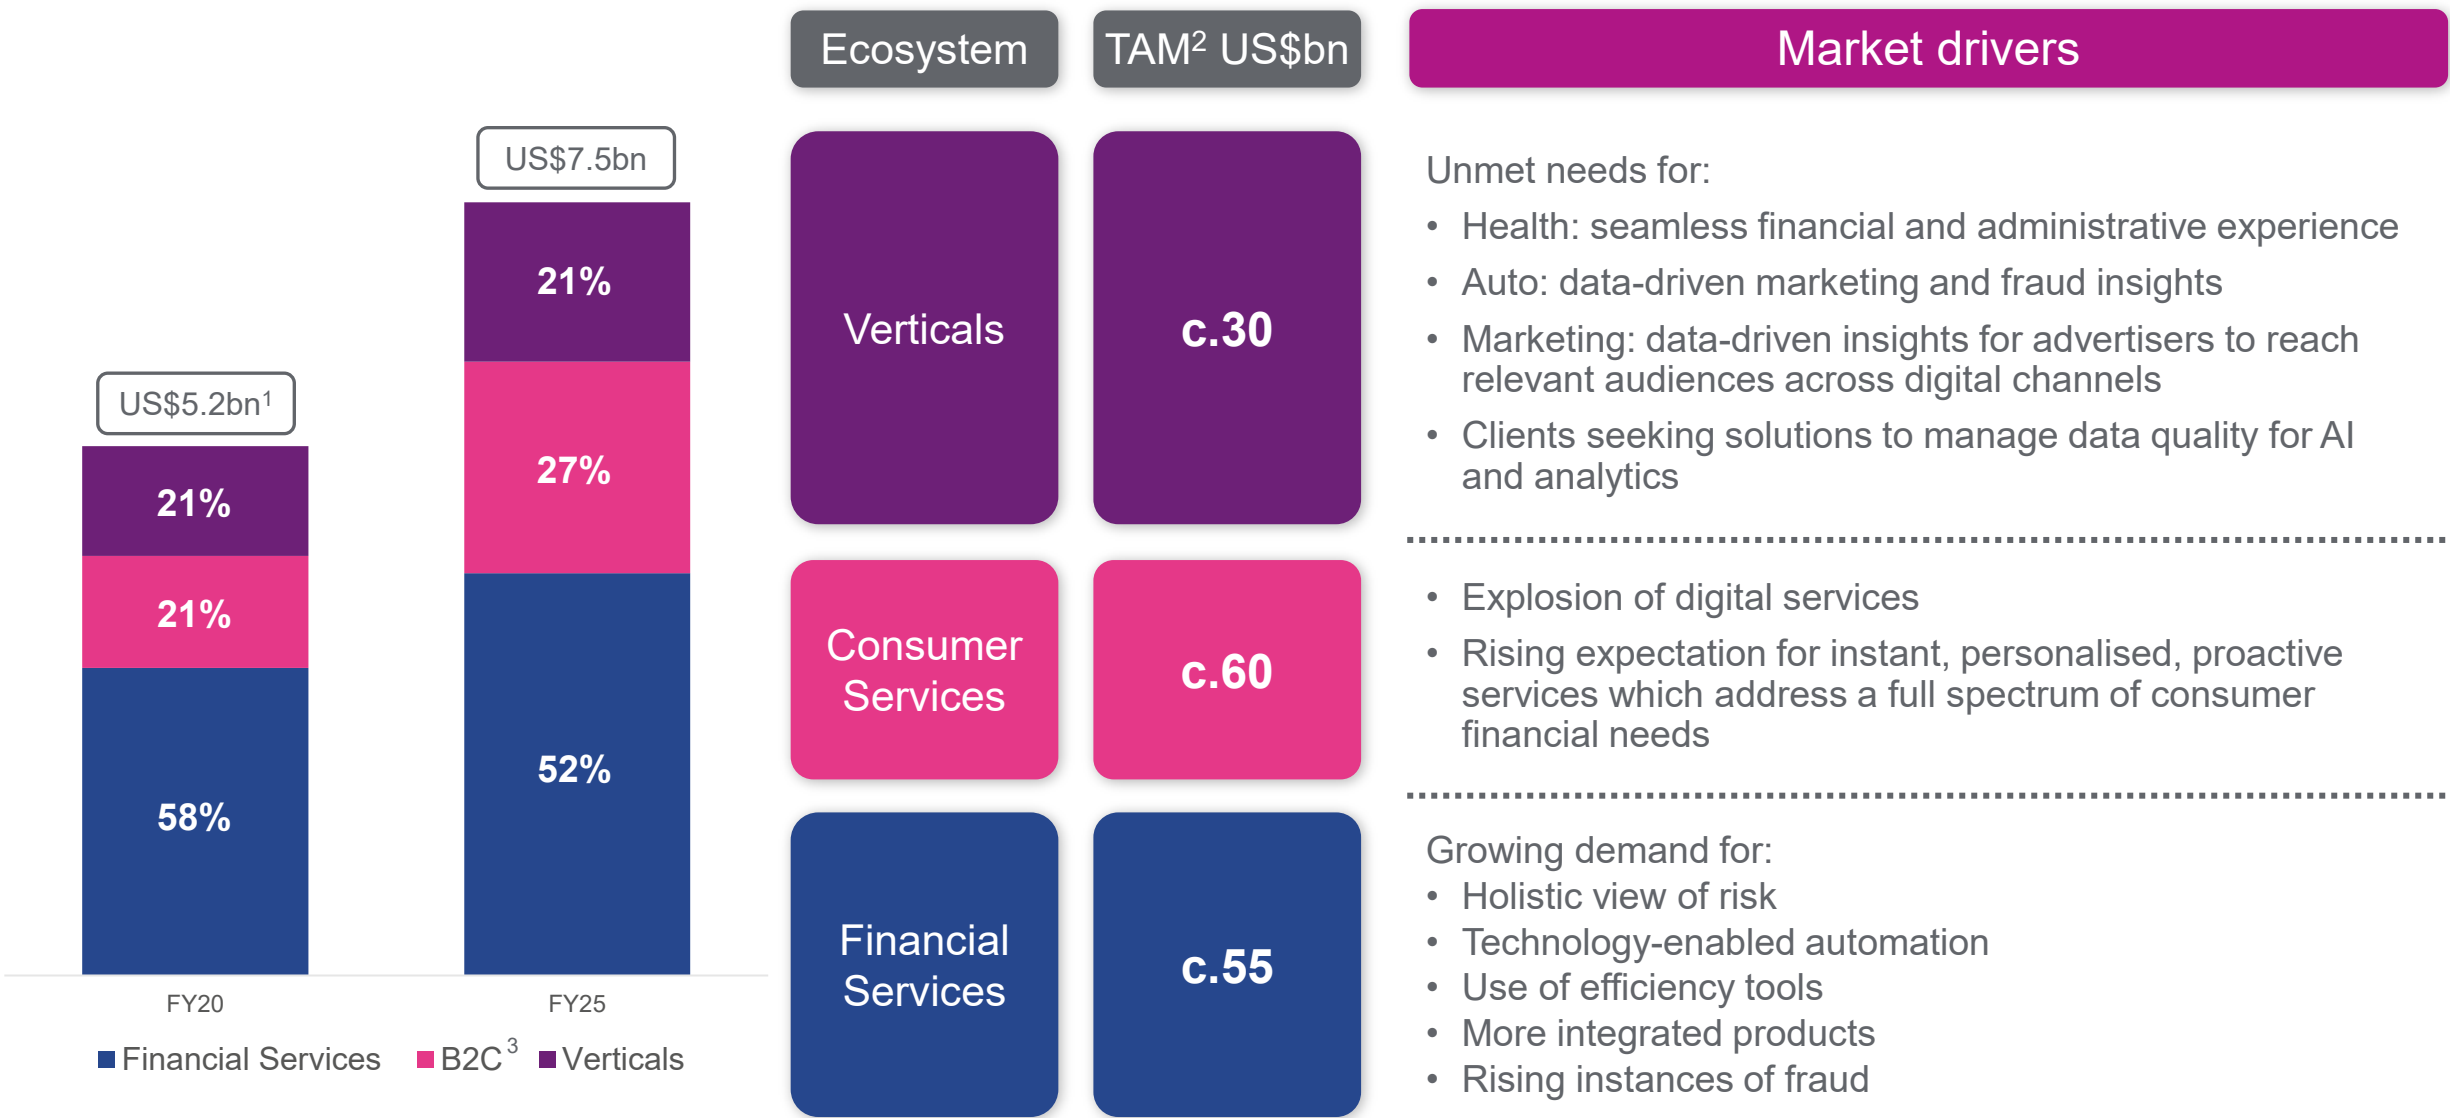 US$5.2bn¹
21%
21%
58%
US$7.5bn
21%
27%
52%
FY20
FY25
Financial Services
B2C³
Verticals
Ecosystem
TAM² US$bn
Market drivers
Verticals
c.30
Unmet needs for:
• Health: seamless financial and administrative experience
• Auto: data-driven marketing and fraud insights
• Marketing: data-driven insights for advertisers to reach
relevant audiences across digital channels
• Clients seeking solutions to manage data quality for AI
and analytics
Consumer
Services
c.60
• Explosion of digital services
• Rising expectation for instant, personalised, proactive
services which address a full spectrum of consumer
financial needs
Financial
Services
c.55
Growing demand for:
• Holistic view of risk
• Technology-enabled automation
• Use of efficiency tools
• More integrated products
• Rising instances of fraud